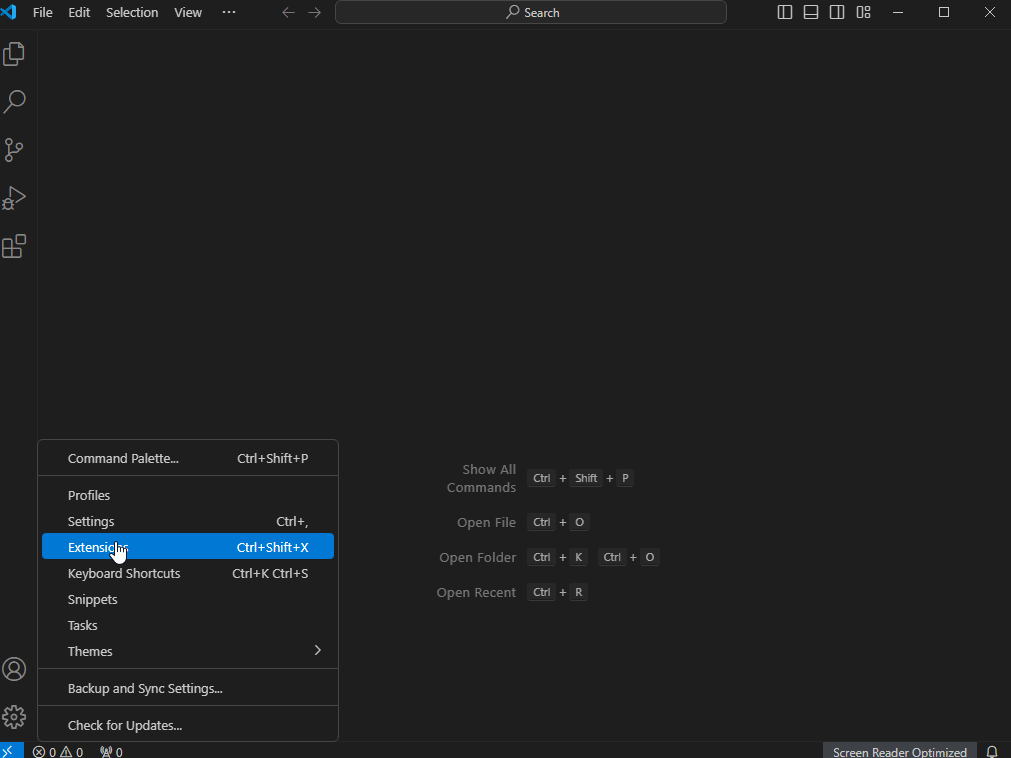 File Edit Selection View ···
Search
Command Palette... Ctrl+Shift+P
Profiles
Settings Ctrl+,
Extensions Ctrl+Shift+X
Keyboard Shortcuts Ctrl+K Ctrl+S
Snippets
Tasks
Themes
Backup and Sync Settings...
Check for Updates...
Show All
Commands Ctrl + Shift + P
Open File Ctrl + O
Open Folder Ctrl + K Ctrl + O
Open Recent Ctrl + R
0 0 0 Screen Reader Optimized